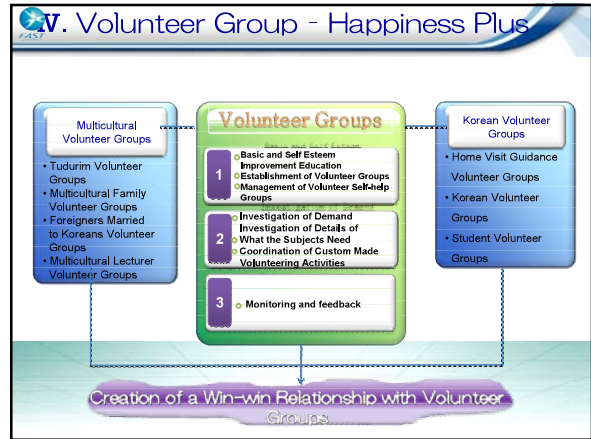 FAST
IV. Volunteer Group - Happiness Plus
Multicultural
Volunteer Groups
• Tudurim Volunteer
Groups
• Multicultural Family
Volunteer Groups
• Foreigners Married
to Koreans Volunteer
Groups
• Multicultural Lecturer
Volunteer Groups
Volunteer Groups
1
Basic and Self Esteem
Improvement Education
Establishment of Volunteer Groups
Management of Volunteer Self-help
Groups
2
Investigation of Demand
Investigation of Details of
What the Subjects Need
Coordination of Custom Made
Volunteering Activities
3
Monitoring and feedback
Korean Volunteer
Groups
• Home Visit Guidance
Volunteer Groups
• Korean Volunteer
Groups
• Student Volunteer
Groups
Creation of a Win-win Relationship with Volunteer
Groups